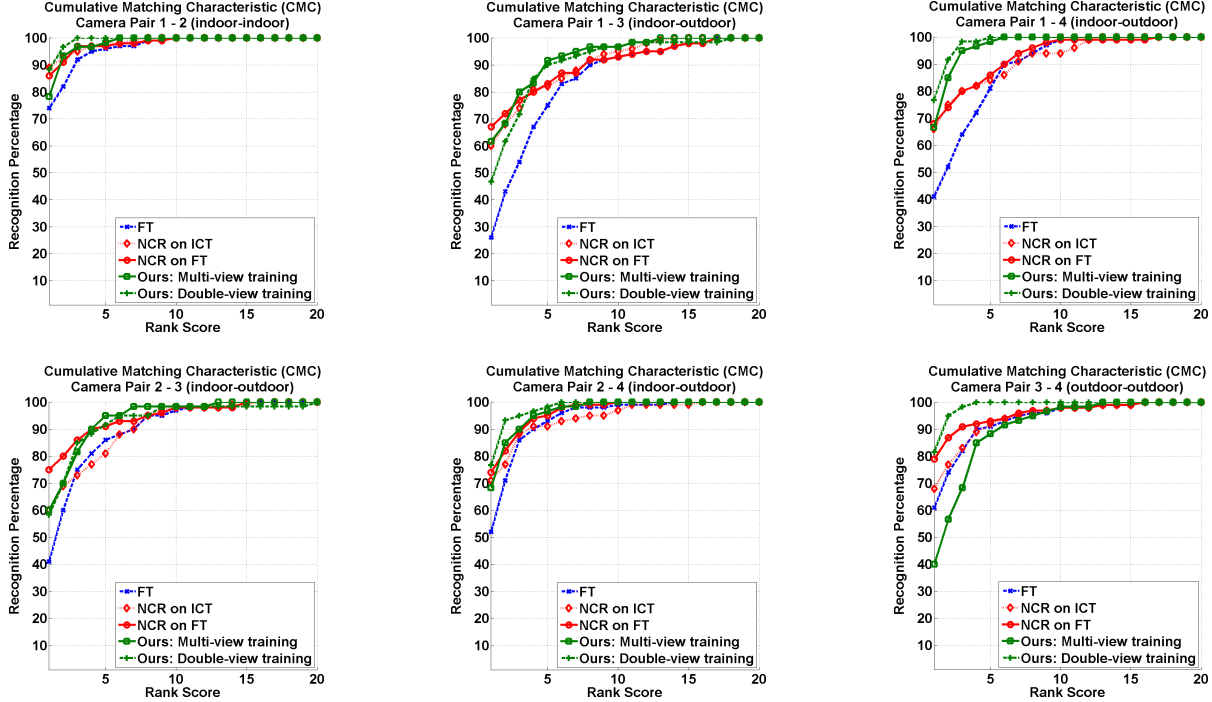 Cumulative Matching Characteristic (CMC)
Camera Pair 1 - 2 (indoor-indoor)
100
90
80
70
60
50
40
30
20
10
Recognition Percentage
FT
NCR on ICT
NCR on FT
Ours: Multi-view training
Ours: Double-view training
5 10 15 20
Rank Score
Cumulative Matching Characteristic (CMC)
Camera Pair 1 - 3 (indoor-outdoor)
100
90
80
70
60
50
40
30
20
10
Recognition Percentage
FT
NCR on ICT
NCR on FT
Ours: Multi-view training
Ours: Double-view training
5 10 15 20
Rank Score
Cumulative Matching Characteristic (CMC)
Camera Pair 1 - 4 (indoor-outdoor)
100
90
80
70
60
50
40
30
20
10
Recognition Percentage
FT
NCR on ICT
NCR on FT
Ours: Multi-view training
Ours: Double-view training
5 10 15 20
Rank Score
Cumulative Matching Characteristic (CMC)
Camera Pair 2 - 3 (indoor-outdoor)
100
90
80
70
60
50
40
30
20
10
Recognition Percentage
FT
NCR on ICT
NCR on FT
Ours: Multi-view training
Ours: Double-view training
5 10 15 20
Rank Score
Cumulative Matching Characteristic (CMC)
Camera Pair 2 - 4 (indoor-outdoor)
100
90
80
70
60
50
40
30
20
10
Recognition Percentage
FT
NCR on ICT
NCR on FT
Ours: Multi-view training
Ours: Double-view training
5 10 15 20
Rank Score
Cumulative Matching Characteristic (CMC)
Camera Pair 3 - 4 (outdoor-outdoor)
100
90
80
70
60
50
40
30
20
10
Recognition Percentage
FT
NCR on ICT
NCR on FT
Ours: Multi-view training
Ours: Double-view training
5 10 15 20
Rank Score